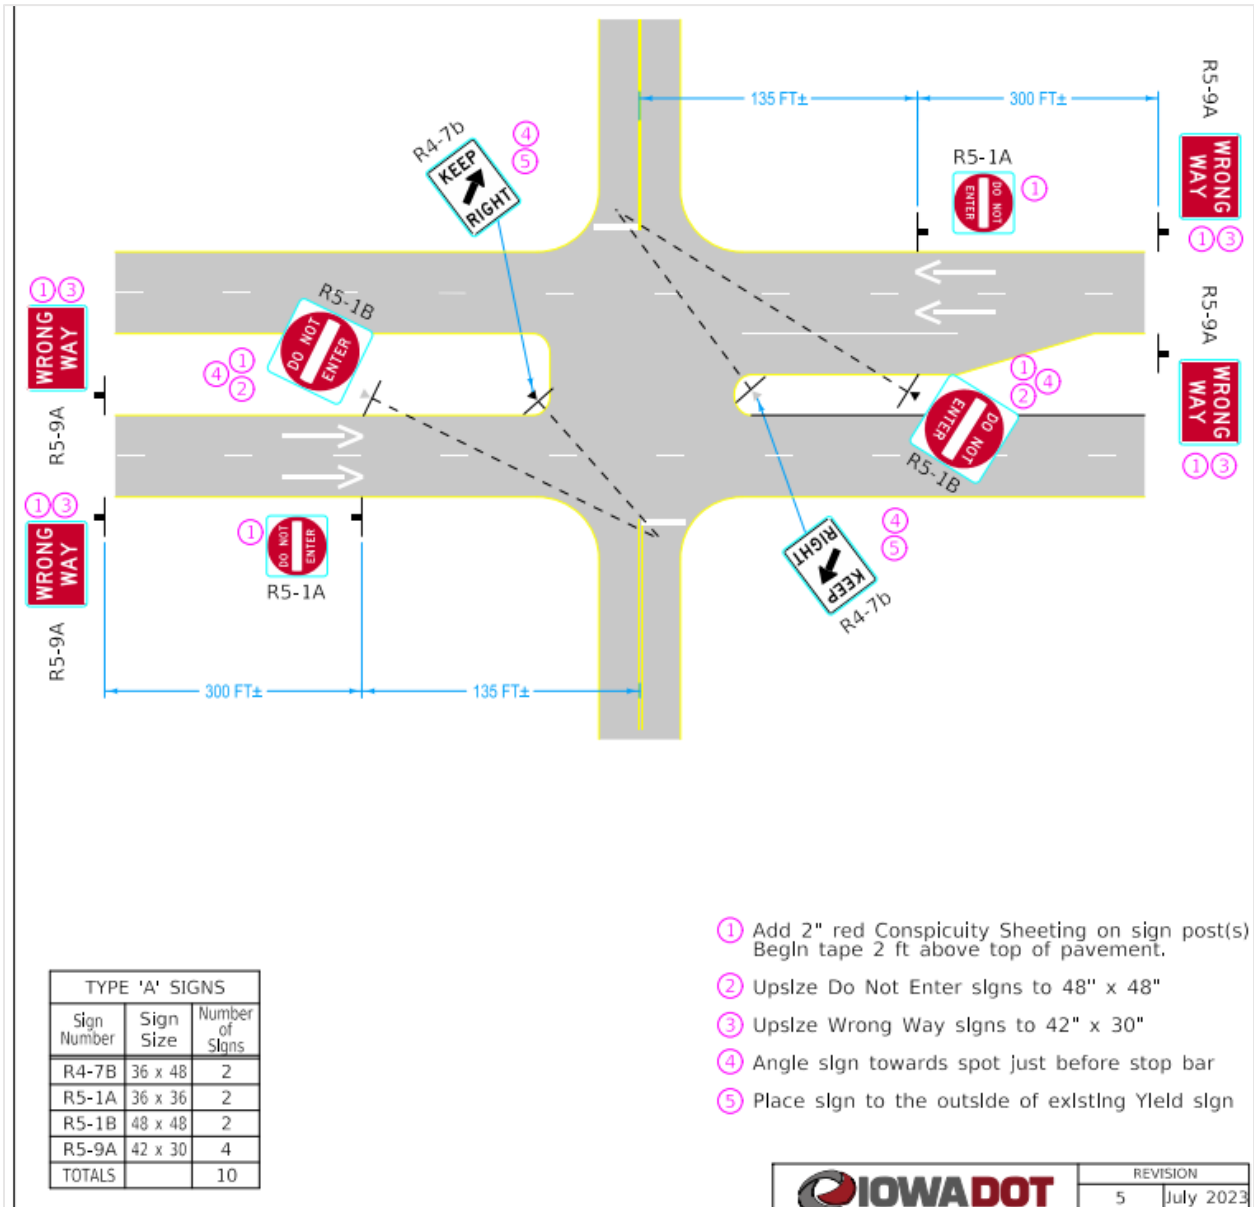 135 FT±
300 FT±
R5-9A
WRONG
WAY
1 3
R5-1A
DO NOT
ENTER
1
R4-7b
KEEP
RIGHT
4
5
R5-9A
WRONG
WAY
1 3
1 3
WRONG
WAY
R5-9A
R5-1B
DO NOT
ENTER
1
4
2
1
4
2
DO NOT
ENTER
R5-1B
1 3
WRONG
WAY
R5-9A
1
DO NOT
ENTER
R5-1A
KEEP
RIGHT
R4-7b
4
5
300 FT±
135 FT±
1 Add 2" red Conspicuity Sheeting on sign post(s)
BegIn tape 2 ft above top of pavement.
2 UpsIze Do Not Enter sIgns to 48" x 48"
3 UpsIze Wrong Way sIgns to 42" x 30"
4 Angle sIgn towards spot just before stop bar
5 Place sIgn to the outsIde of exIstIng YIeld sIgn
TYPE 'A' SIGNS
Sign Number Sign Size Number of SIgns
R4-7B 36 x 48 2
R5-1A 36 x 36 2
R5-1B 48 x 48 2
R5-9A 42 x 30 4
TOTALS 10
IOWADOT
REVISION
5 July 2023